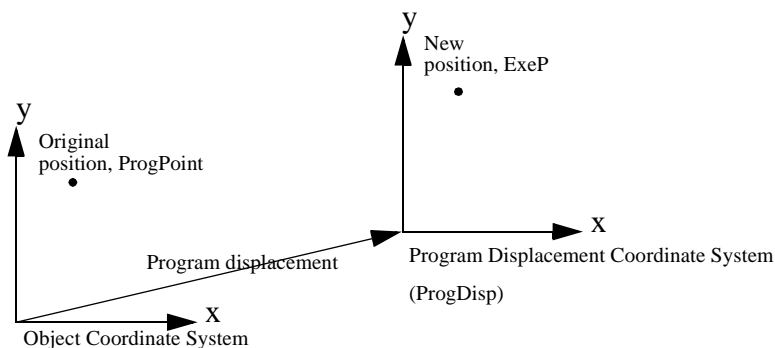 y
New
position, ExeP
y
Original
position, ProgPoint
x
Program Displacement Coordinate System
Program displacement
(ProgDisp)
x
Object Coordinate System